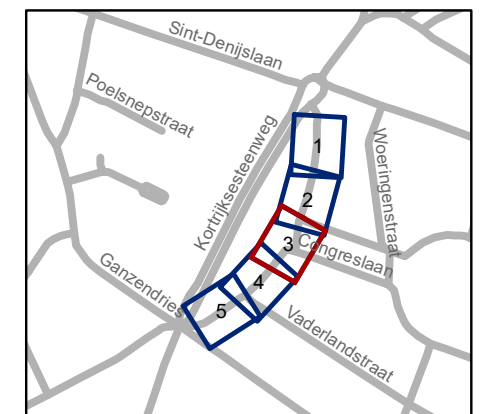 Sint-Denijslaan
Poelsnepstraat
Kortrijksesteenweg
Woeringenstraat
1
2
3
Congreslaan
4
5
Ganzendries
Vaderlandstraat